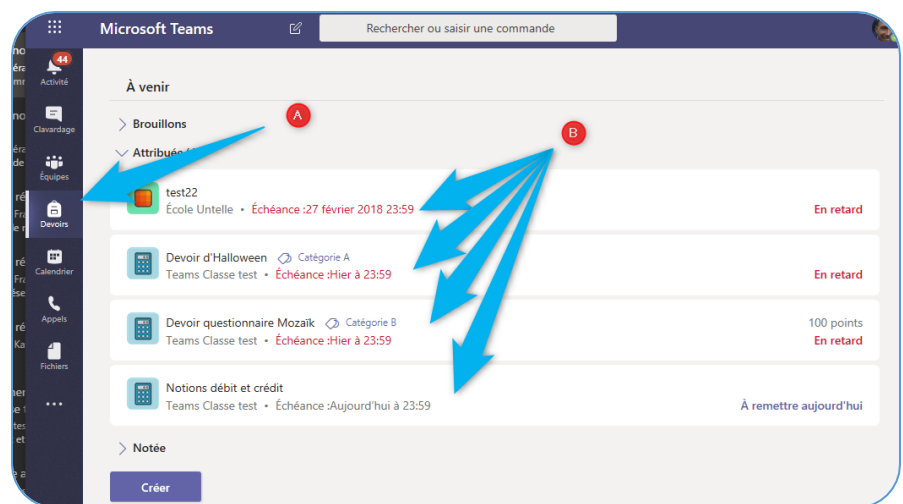 Microsoft Teams
Rechercher ou saisir une commande
44
Activité
Clavardage
Équipes
Devoirs
Calendrier
Appels
Fichiers
À venir
Brouillons
A
B
Attribuée
test22
École Untelle • Échéance :27 février 2018 23:59
En retard
Devoir d'Halloween Catégorie A
Teams Classe test • Échéance :Hier à 23:59
En retard
Devoir questionnaire Mozaïk Catégorie B
100 points
Teams Classe test • Échéance :Hier à 23:59
En retard
Notions débit et crédit
Teams Classe test • Échéance :Aujourd'hui à 23:59
À remettre aujourd'hui
Notée
Créer